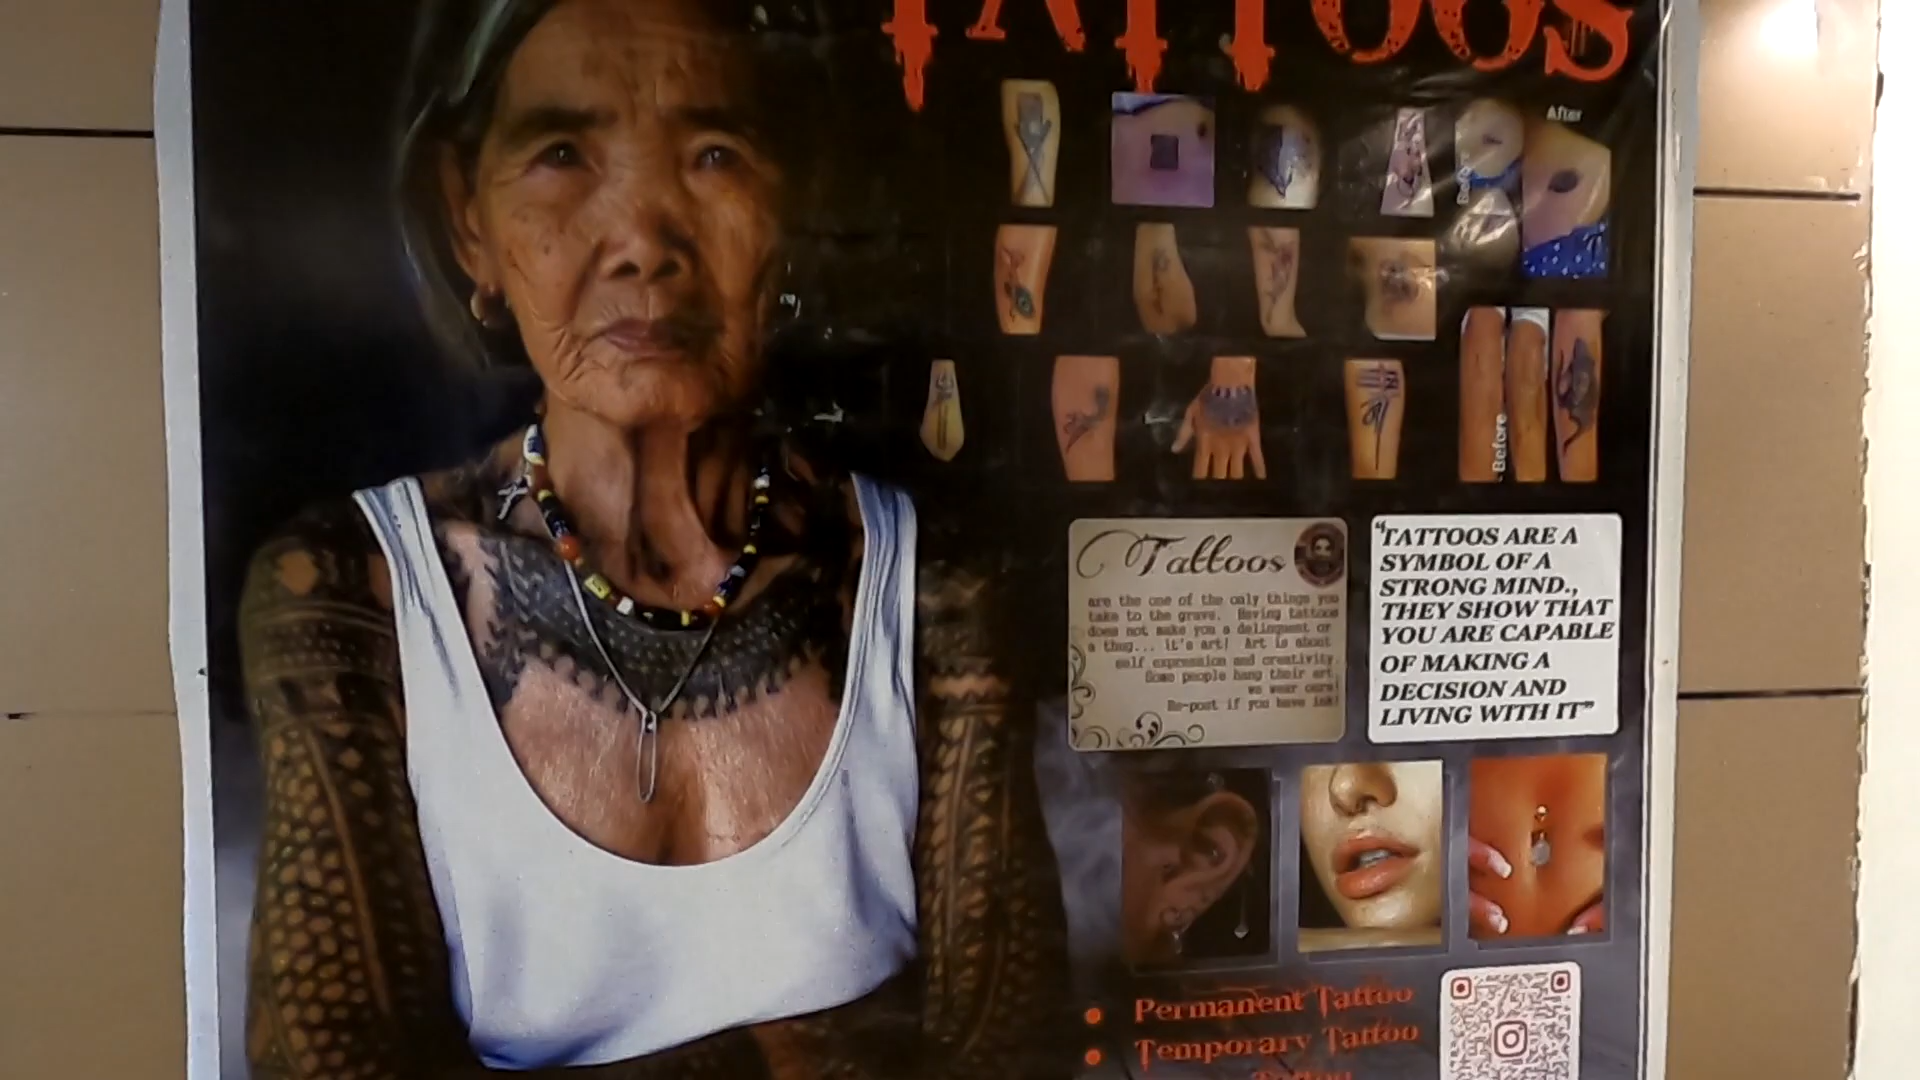 TATTOOS
After
Before
Before
Tattoos
are the one of the only things you
take to the grave. Having tattoos
does not make you a delinquent or
a thug... it's art! Art is about
self expression and creativity.
Some people hang their art,
we wear ours!
Re-post if you have ink!
“TATTOOS ARE A
SYMBOL OF A
STRONG MIND.,
THEY SHOW THAT
YOU ARE CAPABLE
OF MAKING A
DECISION AND
LIVING WITH IT”
• Permanent Tattoo
• Temporary Tattoo
Tattoo